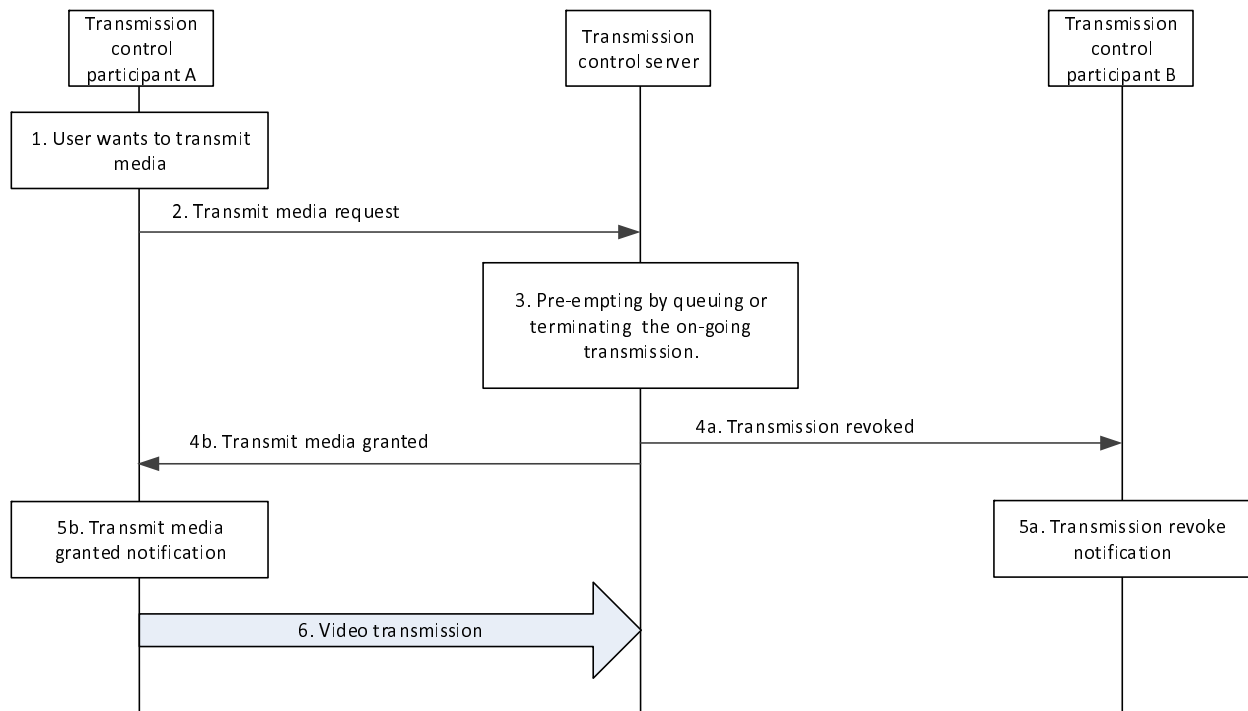 Transmission
control
participant A
Transmission
control server
Transmission
control
participant B
1. User wants to transmit
media
2. Transmit media request
3. Pre-empting by queuing or
terminating the on-going
transmission.
4a. Transmission revoked
4b. Transmit media granted
5b. Transmit media
granted notification
5a. Transmission revoke
notification
6. Video transmission